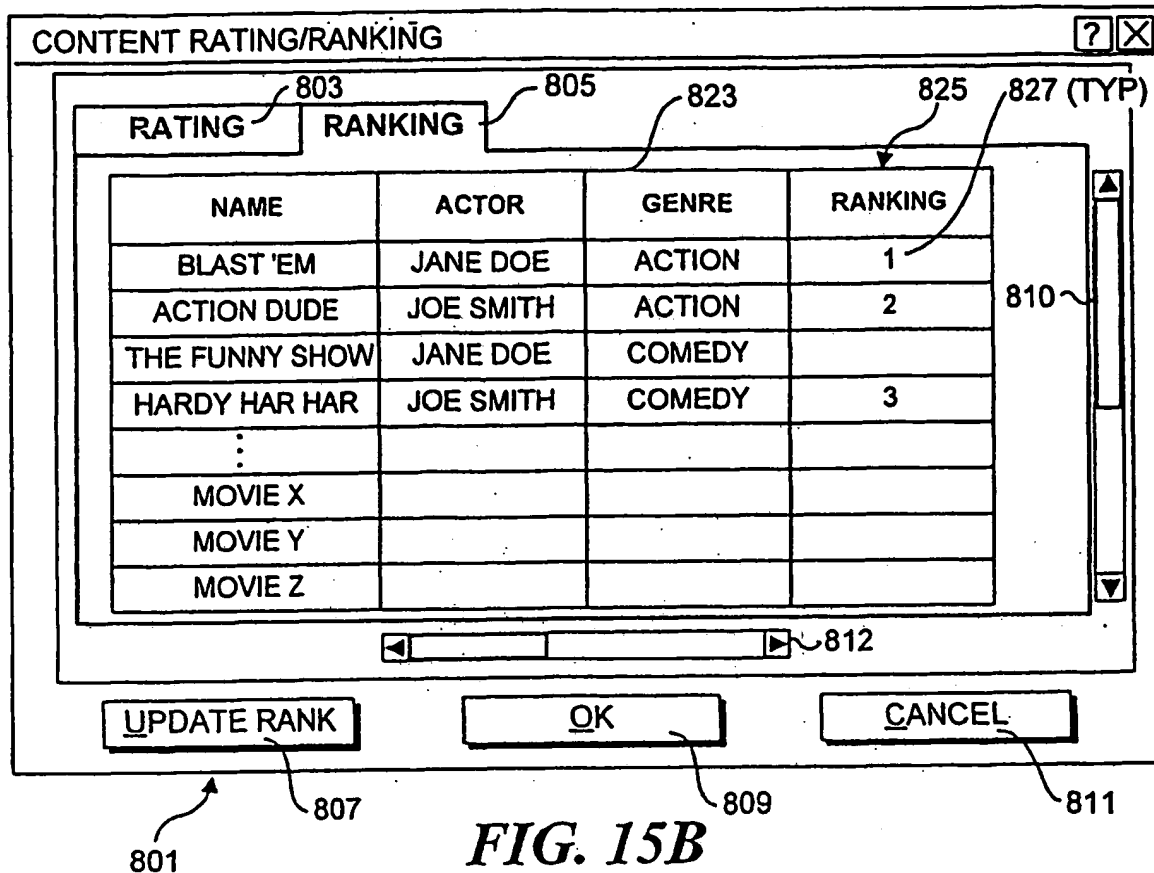 CONTENT RATING/RANKING ? X
803 805 823 825 827 (TYP)
RATING RANKING
NAME ACTOR GENRE RANKING
BLAST 'EM JANE DOE ACTION 1
ACTION DUDE JOE SMITH ACTION 2
810
THE FUNNY SHOW JANE DOE COMEDY
HARDY HAR HAR JOE SMITH COMEDY 3
⋮
MOVIE X
MOVIE Y
MOVIE Z
812
UPDATE RANK OK CANCEL
807 809 811
801
FIG. 15B